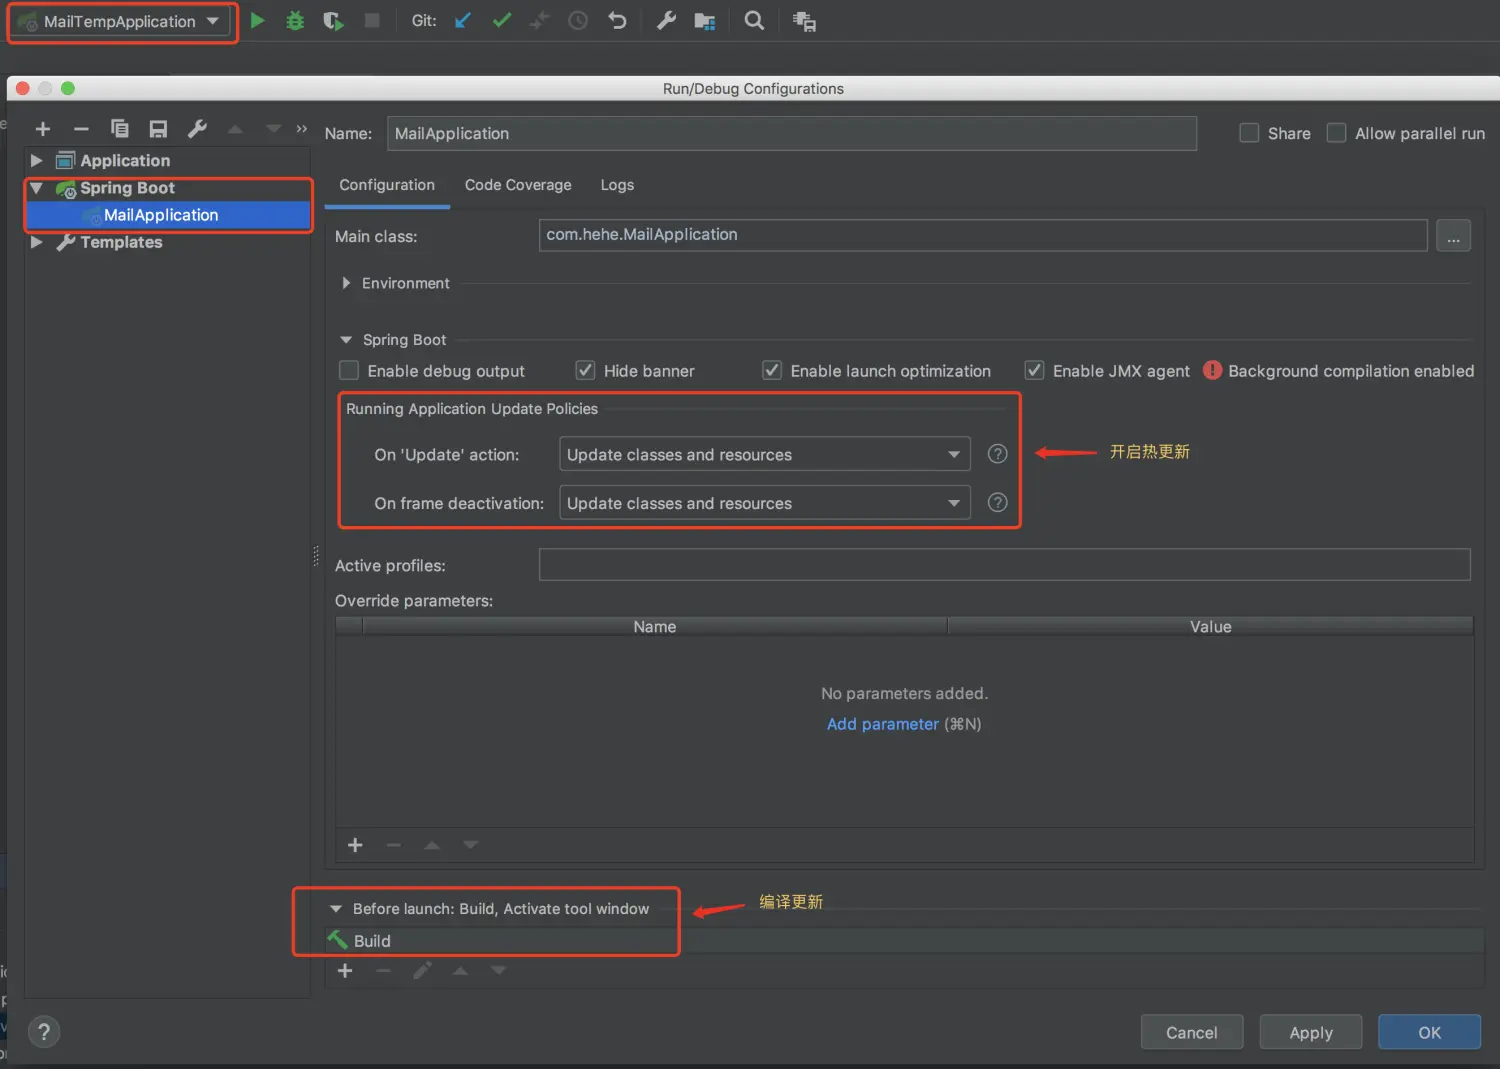 MailTempApplication
Git:
Run/Debug Configurations
Name: MailApplication Share Allow parallel run
Application
Spring Boot
MailApplication
Templates
Configuration Code Coverage Logs
Main class: com.hehe.MailApplication ...
Environment
Spring Boot
Enable debug output Hide banner Enable launch optimization Enable JMX agent Background compilation enabled
Running Application Update Policies
On 'Update' action: Update classes and resources ?
开启热更新
On frame deactivation: Update classes and resources ?
Active profiles:
Override parameters:
Name Value
No parameters added.
Add parameter (⌘N)
Before launch: Build, Activate tool window
编译更新
Build
? Cancel Apply OK